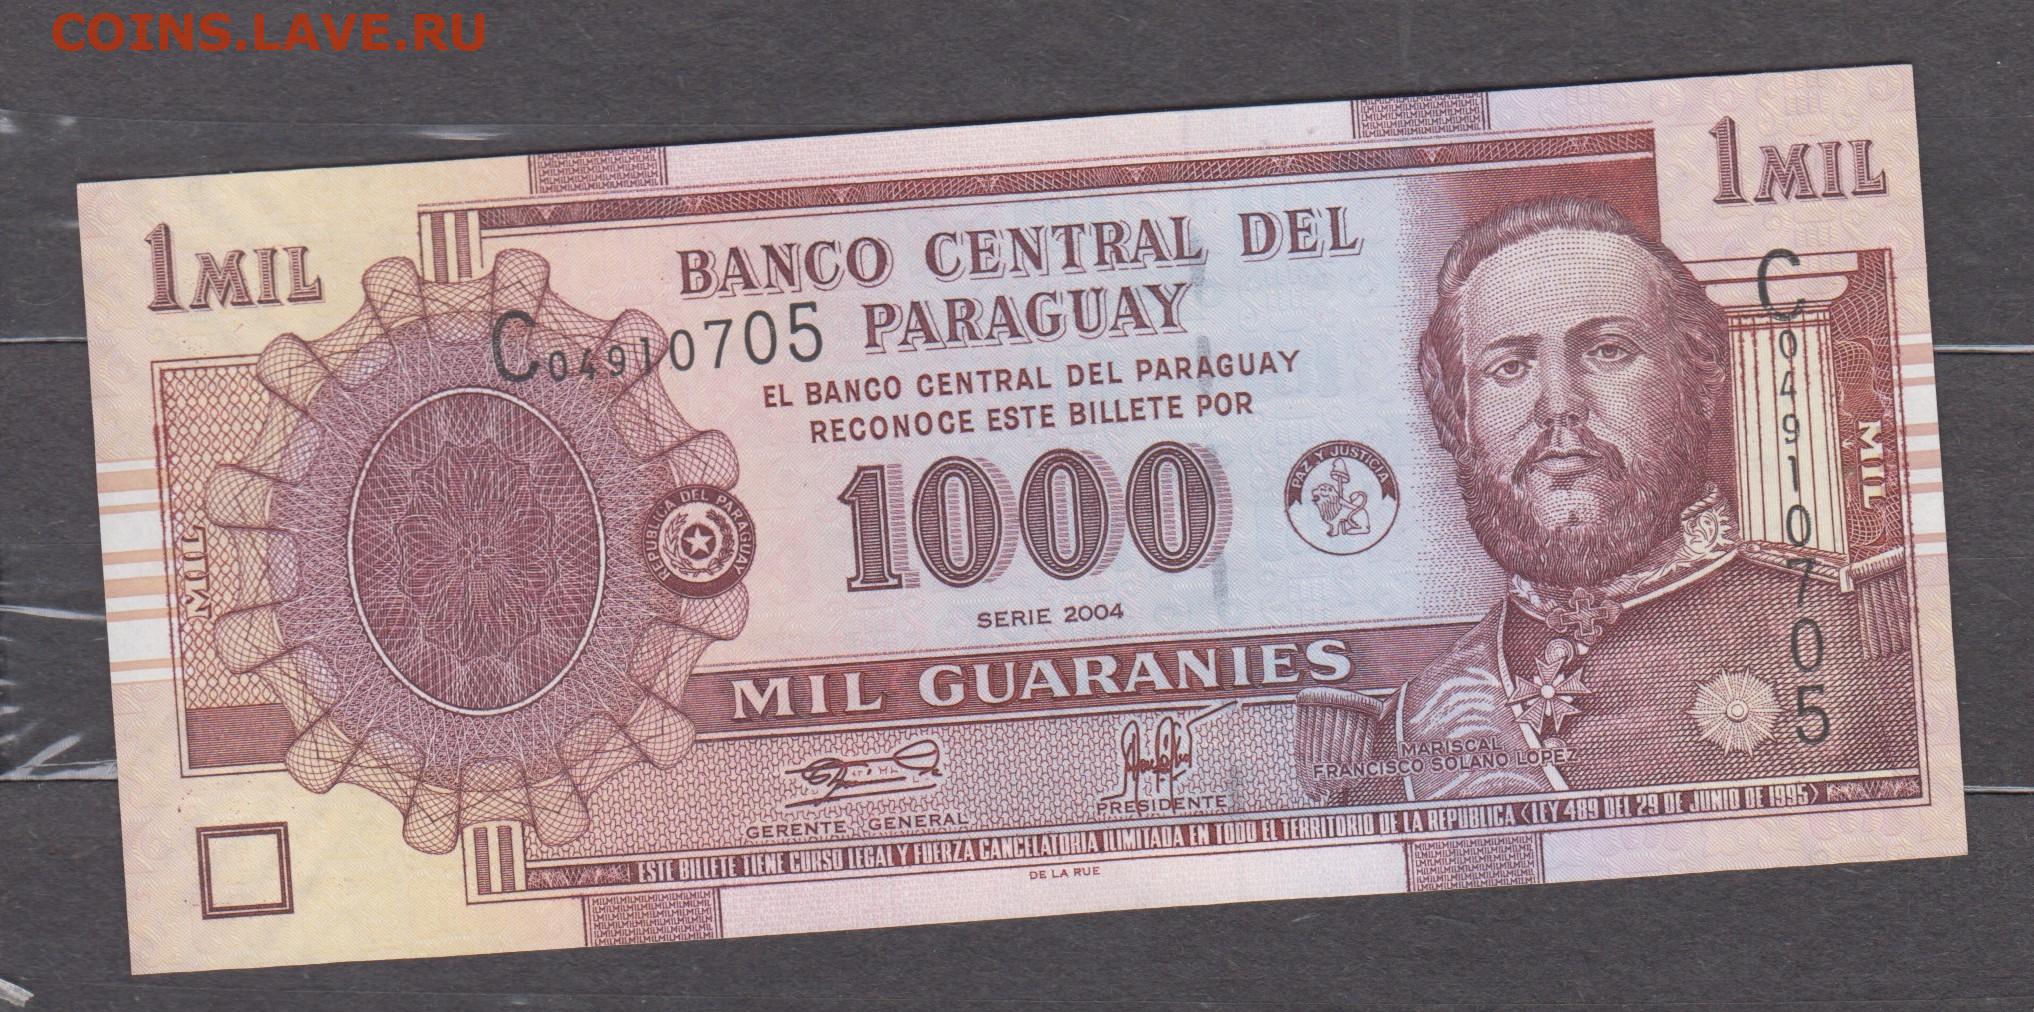 COINS.LAVE.RU
1 MIL
1 MIL
BANCO CENTRAL DEL
PARAGUAY
C04910705
C04910705
EL BANCO CENTRAL DEL PARAGUAY
RECONOCE ESTE BILLETE POR
1000
REPUBLICA DEL PARAGUAY
PAZ Y JUSTICIA
MIL
MIL
SERIE 2004
MIL GUARANIES
GERENTE GENERAL
PRESIDENTE
MARISCAL
FRANCISCO SOLANO LOPEZ
ESTE BILLETE TIENE CURSO LEGAL Y FUERZA CANCELATORIA ILIMITADA EN TODO EL TERRITORIO DE LA REPUBLICA <LEY 489 DEL 29 DE JUNIO DE 1995>
DE LA RUE